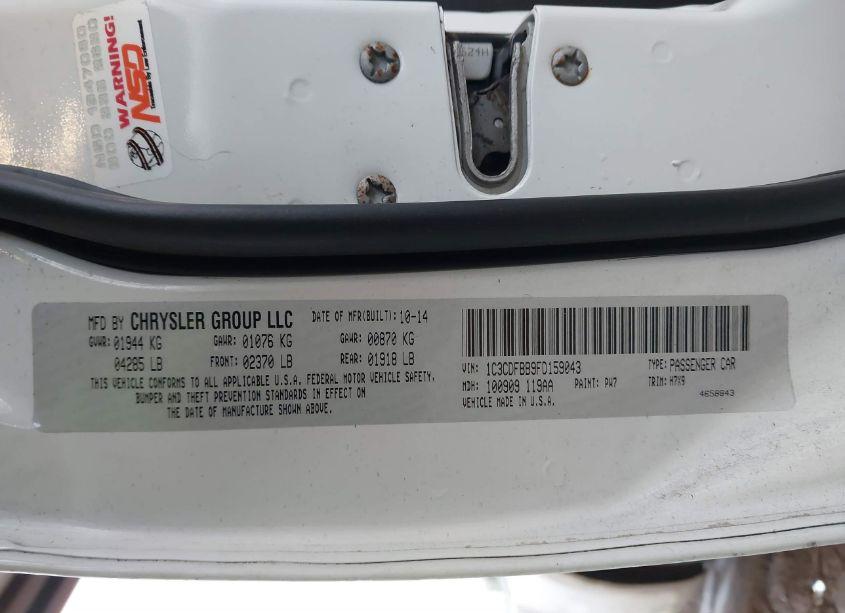 WARNING!
NSD
MFD BY CHRYSLER GROUP LLC DATE OF MFR(BUILT): 10-14
GVWR: 01944 KG GAWR: 01076 KG GAWR: 00870 KG
04285 LB FRONT: 02370 LB REAR: 01918 LB
THIS VEHICLE CONFORMS TO ALL APPLICABLE U.S.A. FEDERAL MOTOR VEHICLE SAFETY,
BUMPER AND THEFT PREVENTION STANDARDS IN EFFECT ON
THE DATE OF MANUFACTURE SHOWN ABOVE.
VIN: 1C3CDFBB9FD159043 TYPE: PASSENGER CAR
MDH: 100909 119AA PAINT: PW7 TRIM: H7X9
VEHICLE MADE IN U.S.A. 4658843